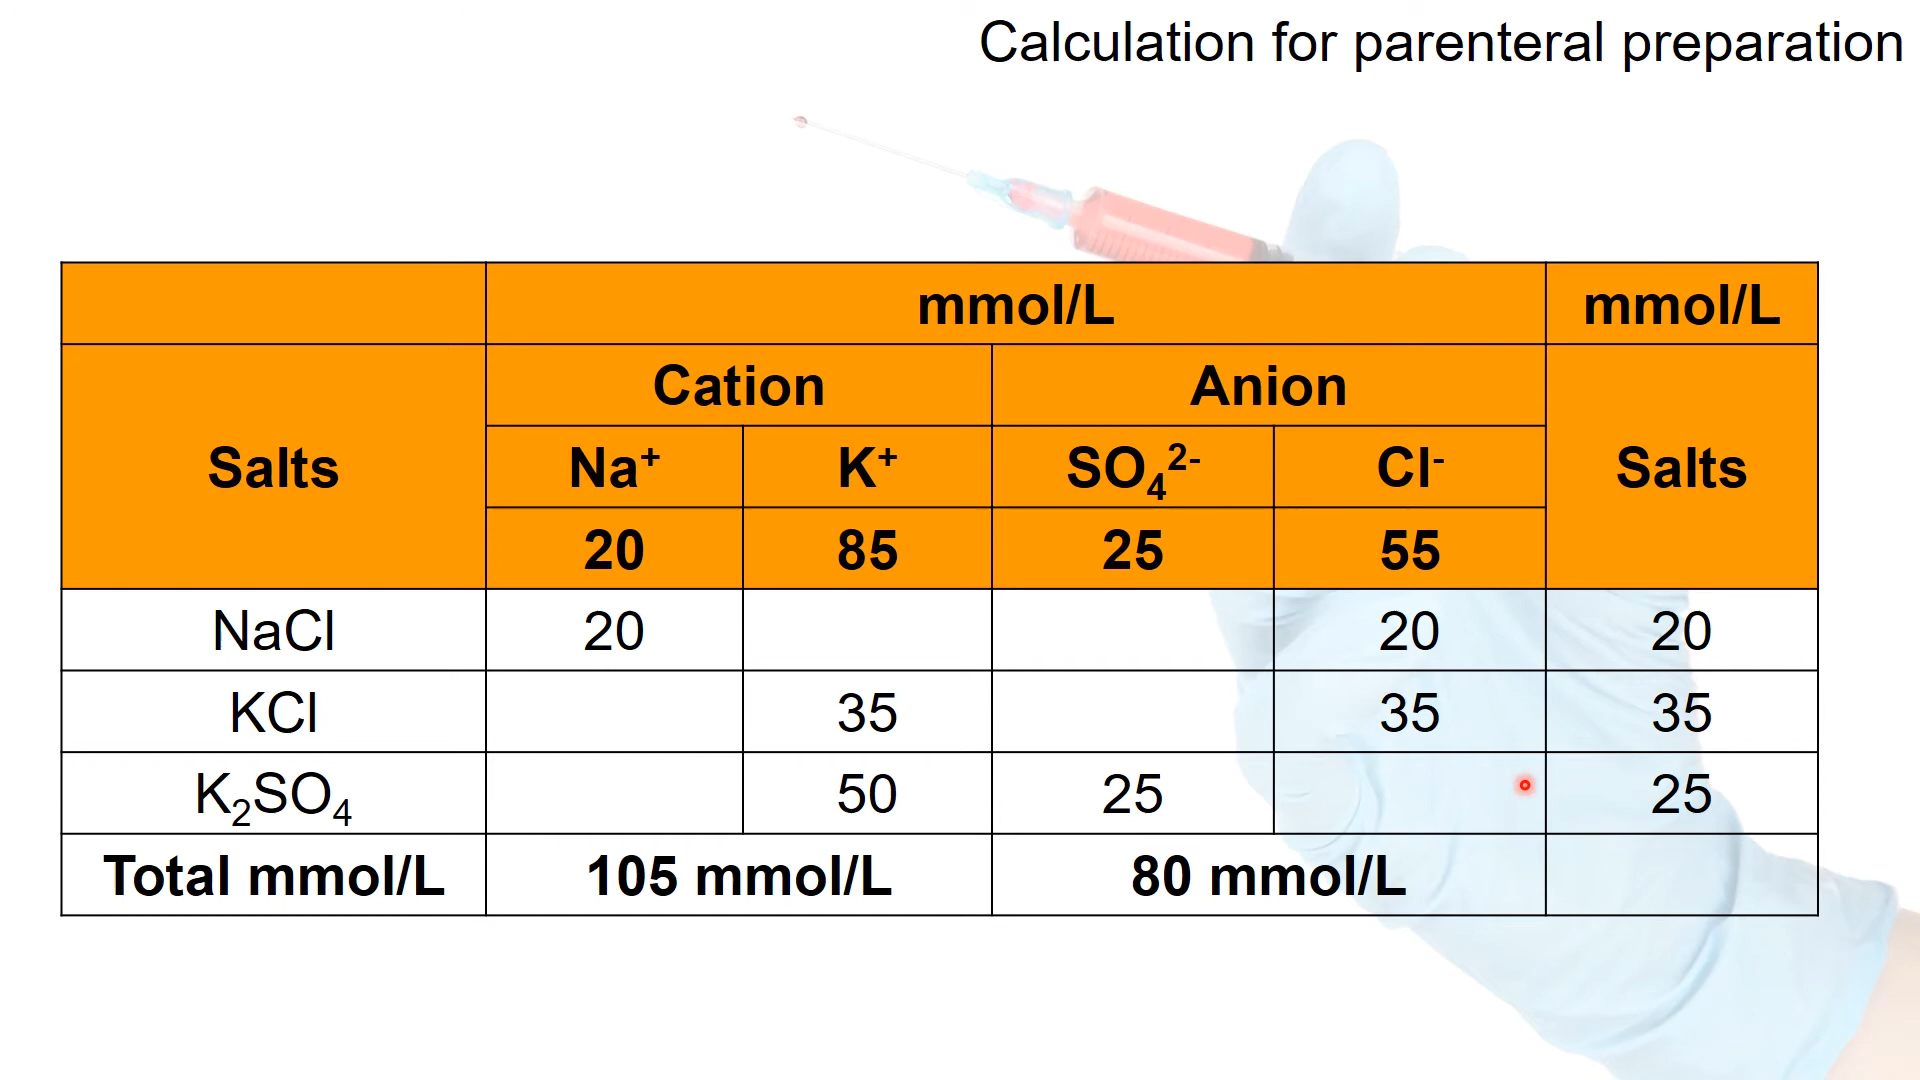 Calculation for parenteral preparation
mmol/L mmol/L
Cation Anion
Salts Na⁺ K⁺ SO₄²⁻ Cl⁻ Salts
20 85 25 55
NaCl 20 20 20
KCl 35 35 35
K₂SO₄ 50 25 25
Total mmol/L 105 mmol/L 80 mmol/L